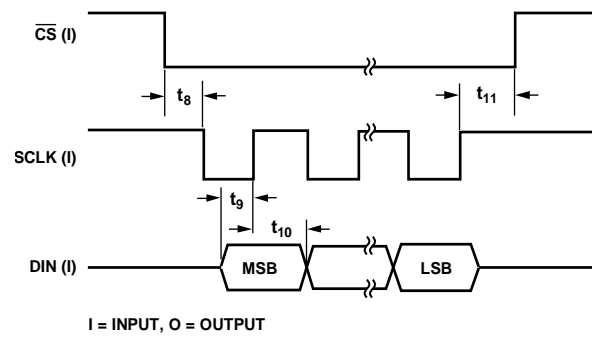 CS (I)
t8
t11
SCLK (I)
t9
t10
DIN (I)
MSB
LSB
I = INPUT, O = OUTPUT